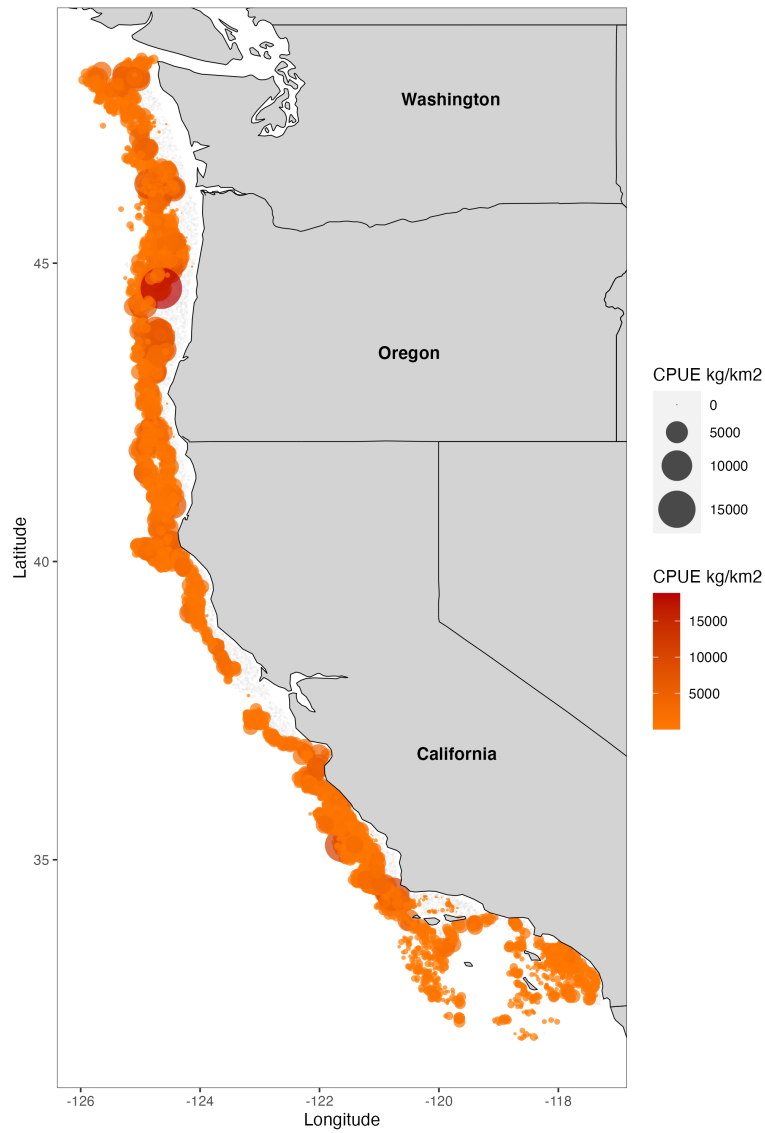 Washington
Oregon
California
45
40
35
Latitude
-126
-124
-122
-120
-118
Longitude
CPUE kg/km2
0
5000
10000
15000
CPUE kg/km2
15000
10000
5000